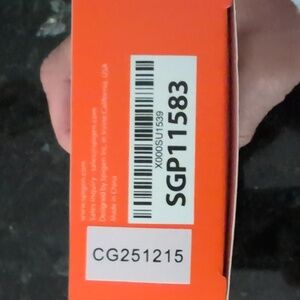 www.spigen.com
Sales Inquiry : sales@spigen.com
Designed by Spigen Inc. in Irvine,California, USA
Made in China
X000SU1539
SGP11583
CG251215